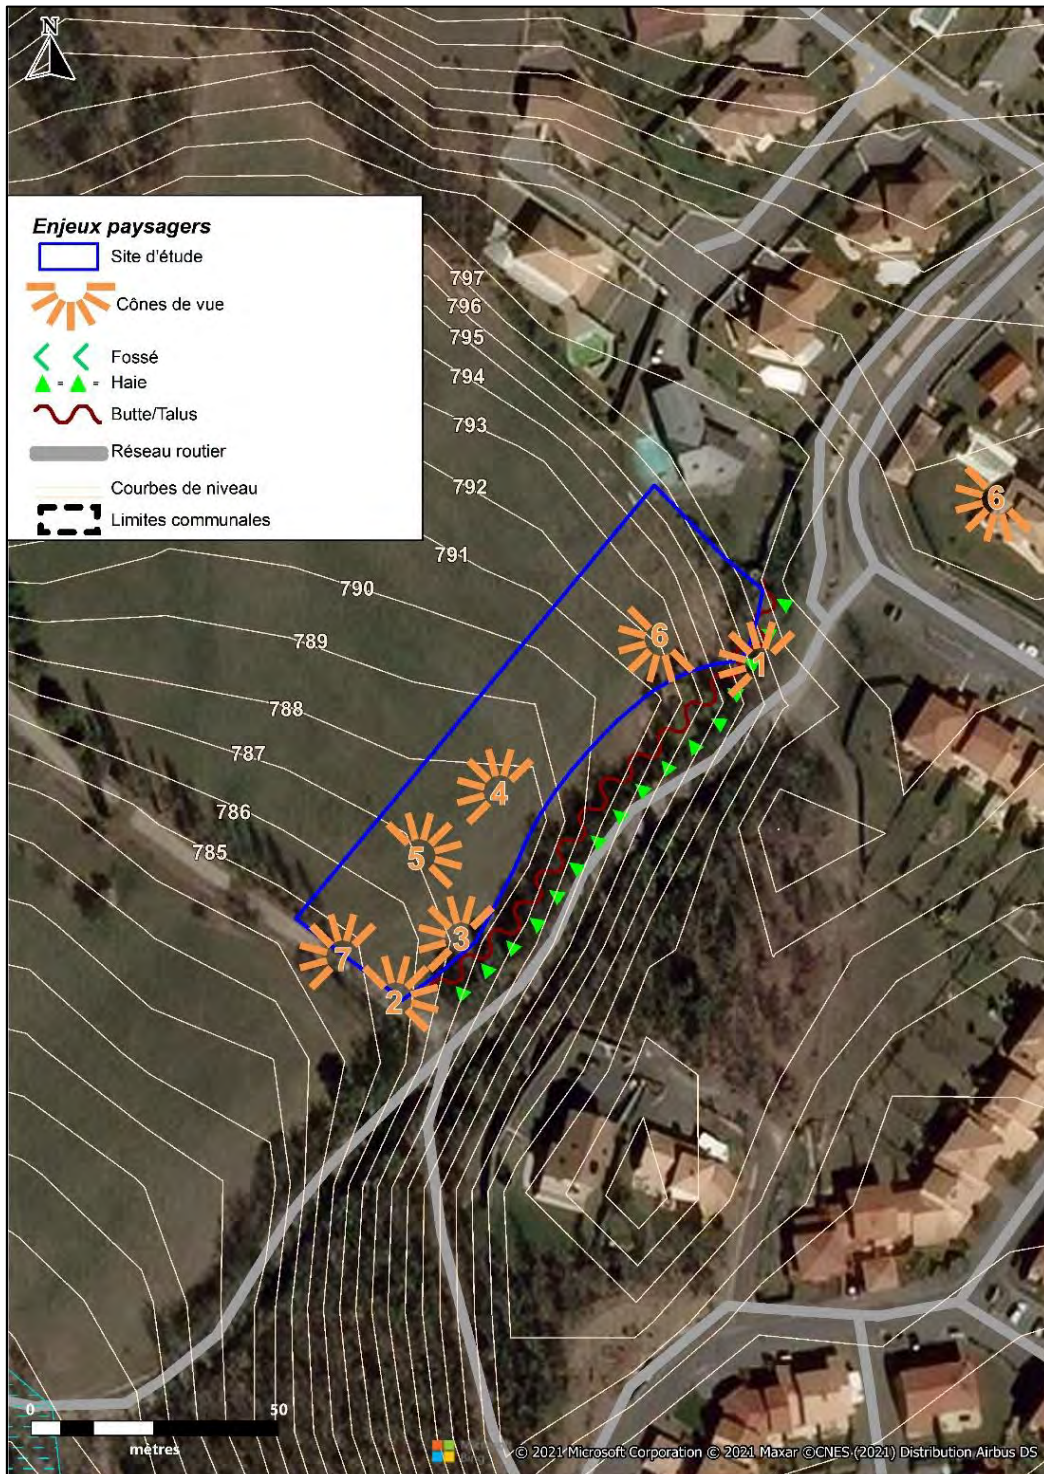 N
Enjeux paysagers
Site d'étude
Cônes de vue
Fossé
Haie
Butte/Talus
Réseau routier
Courbes de niveau
Limites communales
797
796
795
794
793
792
791
790
789
788
787
786
785
6
6
1
4
5
3
7
2
0 50
mètres
© 2021 Microsoft Corporation © 2021 Maxar ©CNES (2021) Distribution Airbus DS